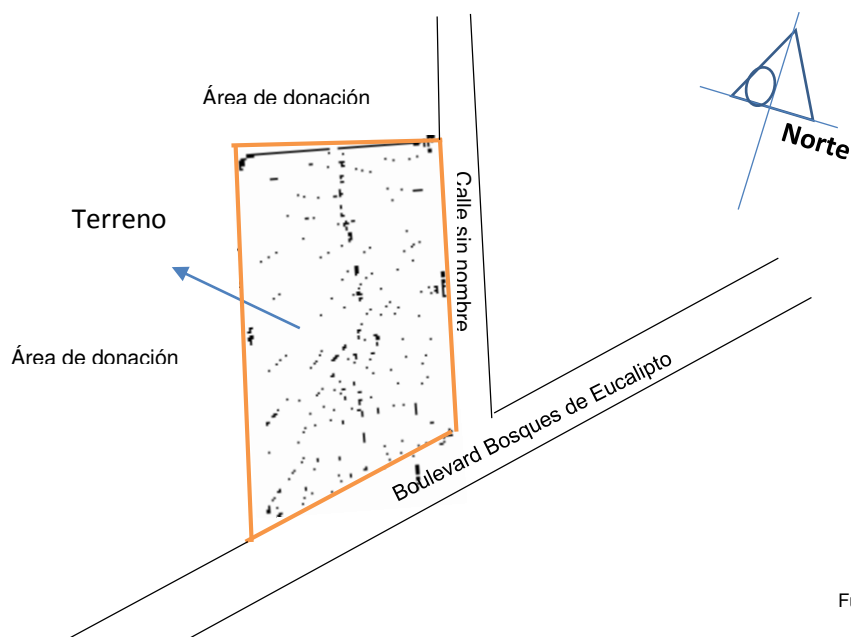 Área de donación
Norte
Terreno
Calle sin nombre
Área de donación
Boulevard Bosques de Eucalipto